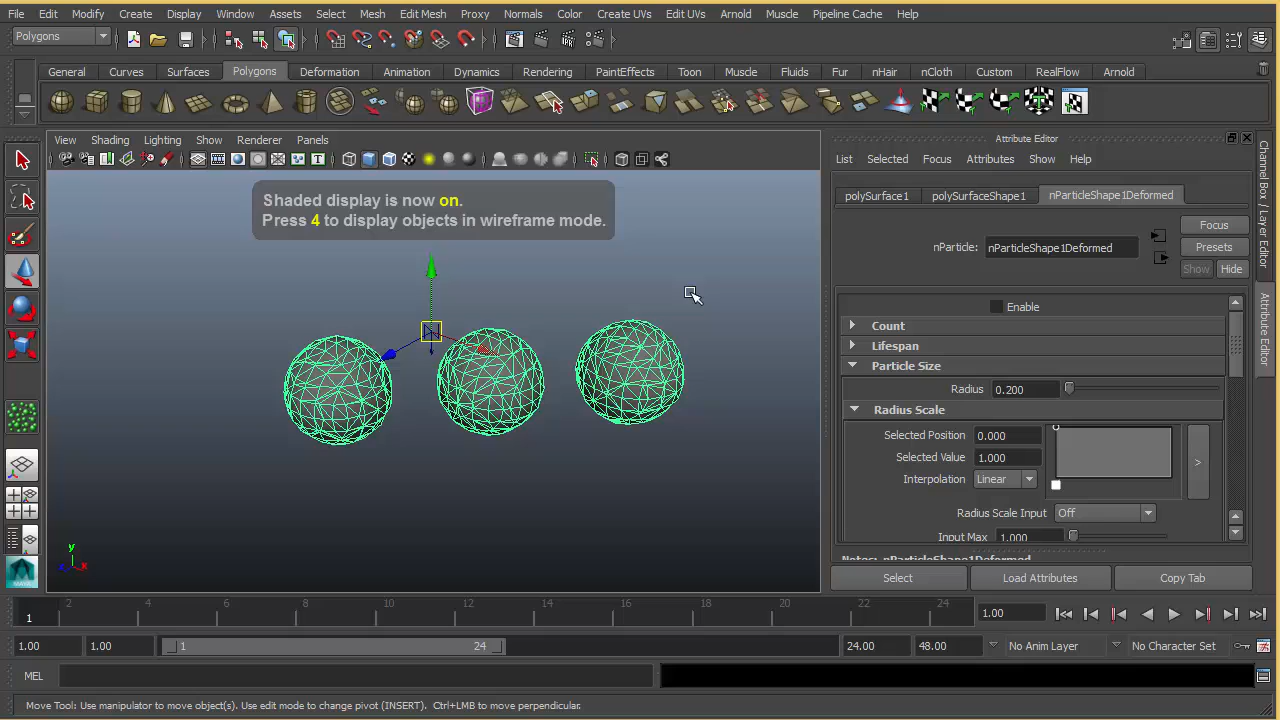 File Edit Modify Create Display Window Assets Select Mesh Edit Mesh Proxy Normals Color Create UVs Edit UVs Arnold Muscle Pipeline Cache Help
Polygons
General Curves Surfaces Polygons Deformation Animation Dynamics Rendering PaintEffects Toon Muscle Fluids Fur nHair nCloth Custom RealFlow Arnold
View Shading Lighting Show Renderer Panels
Shaded display is now on.
Press 4 to display objects in wireframe mode.
y
x
Attribute Editor
List Selected Focus Attributes Show Help
polySurface1 polySurfaceShape1 nParticleShape1Deformed
Focus
nParticle: nParticleShape1Deformed
Presets
Show Hide
Enable
Count
Lifespan
Particle Size
Radius 0.200
Radius Scale
Selected Position 0.000
Selected Value 1.000
Interpolation Linear
>
Radius Scale Input Off
Input Max 1.000
Notes: nParticleShape1Deformed
Select Load Attributes Copy Tab
Channel Box / Layer Editor
Attribute Editor
1 2 4 6 8 10 12 14 16 18 20 22 24
1.00
1.00 1.00 1 24 24.00 48.00 No Anim Layer No Character Set
MEL
Move Tool: Use manipulator to move object(s). Use edit mode to change pivot (INSERT). Ctrl+LMB to move perpendicular.